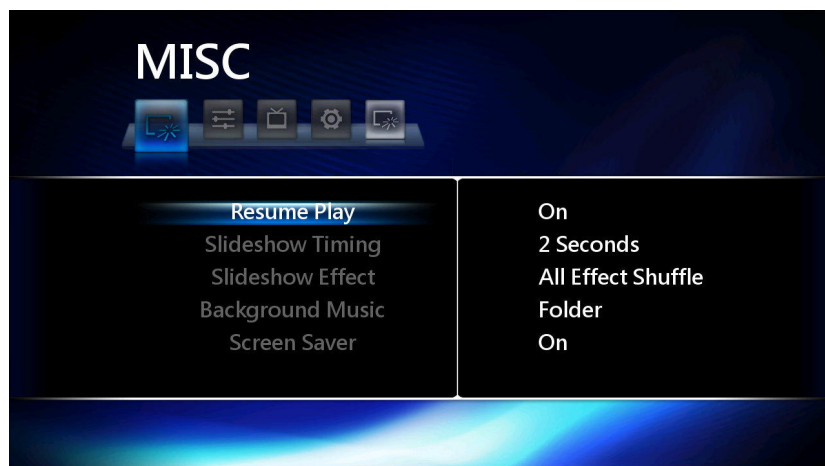 MISC
Resume Play On
Slideshow Timing 2 Seconds
Slideshow Effect All Effect Shuffle
Background Music Folder
Screen Saver On